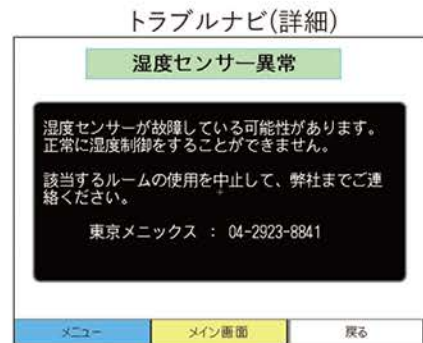 トラブルナビ(詳細)
湿度センサー異常
湿度センサーが故障している可能性があります。
正常に湿度制御をすることができません。
該当するルームの使用を中止して、弊社までご連
絡ください。
東京メニックス : 04-2923-8841
メニュー
メイン画面
戻る